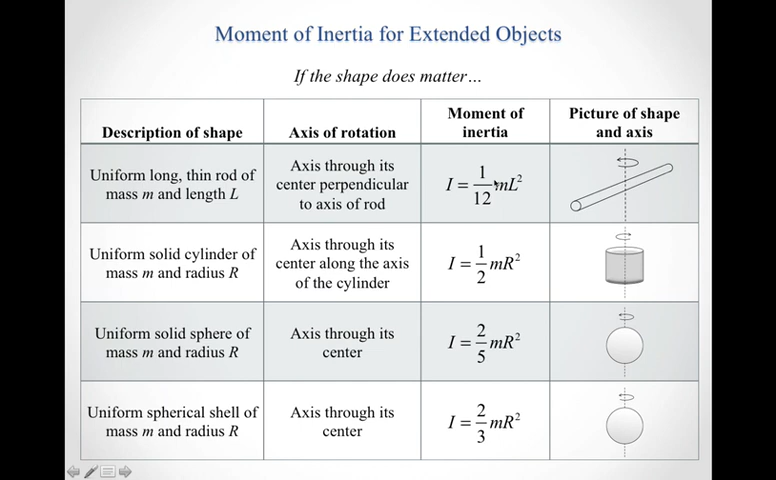 Moment of Inertia for Extended Objects
If the shape does matter…
Description of shape
Axis of rotation
Moment of
inertia
Picture of shape
and axis
Uniform long, thin rod of
mass m and length L
Axis through its
center perpendicular
to axis of rod
I = 1/12 mL²
Uniform solid cylinder of
mass m and radius R
Axis through its
center along the axis
of the cylinder
I = 1/2 mR²
Uniform solid sphere of
mass m and radius R
Axis through its
center
I = 2/5 mR²
Uniform spherical shell of
mass m and radius R
Axis through its
center
I = 2/3 mR²